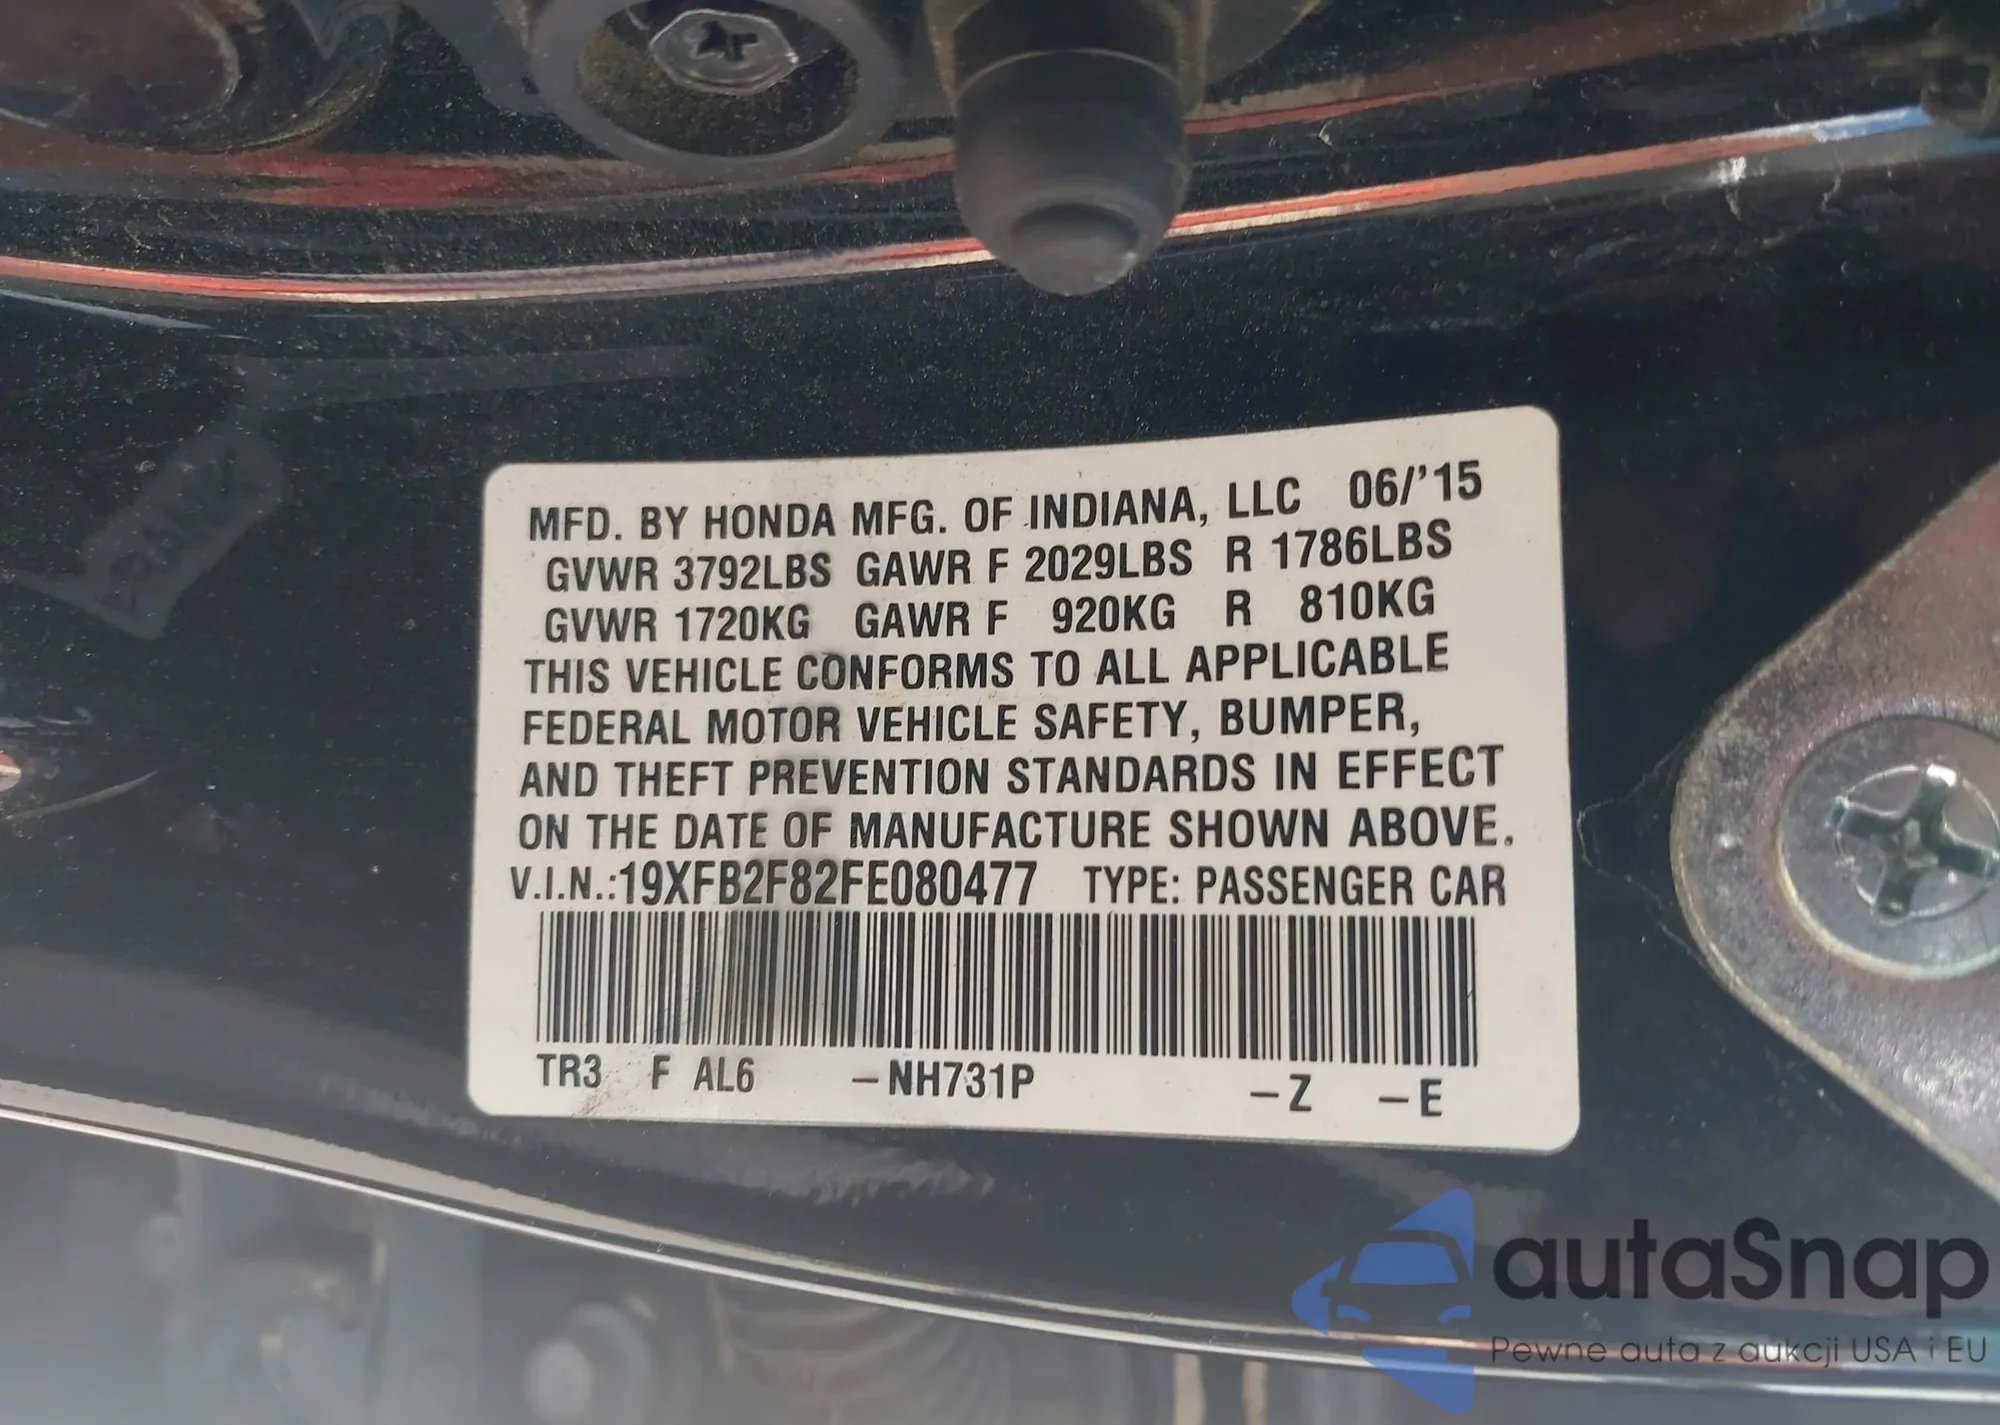 MFD. BY HONDA MFG. OF INDIANA, LLC 06/'15
GVWR 3792LBS GAWR F 2029LBS R 1786LBS
GVWR 1720KG GAWR F 920KG R 810KG
THIS VEHICLE CONFORMS TO ALL APPLICABLE
FEDERAL MOTOR VEHICLE SAFETY, BUMPER,
AND THEFT PREVENTION STANDARDS IN EFFECT
ON THE DATE OF MANUFACTURE SHOWN ABOVE.
V.I.N.:19XFB2F82FE080477 TYPE: PASSENGER CAR
TR3 F AL6 –NH731P –Z –E
autaSnap
Pewne auta z aukcji USA i EU